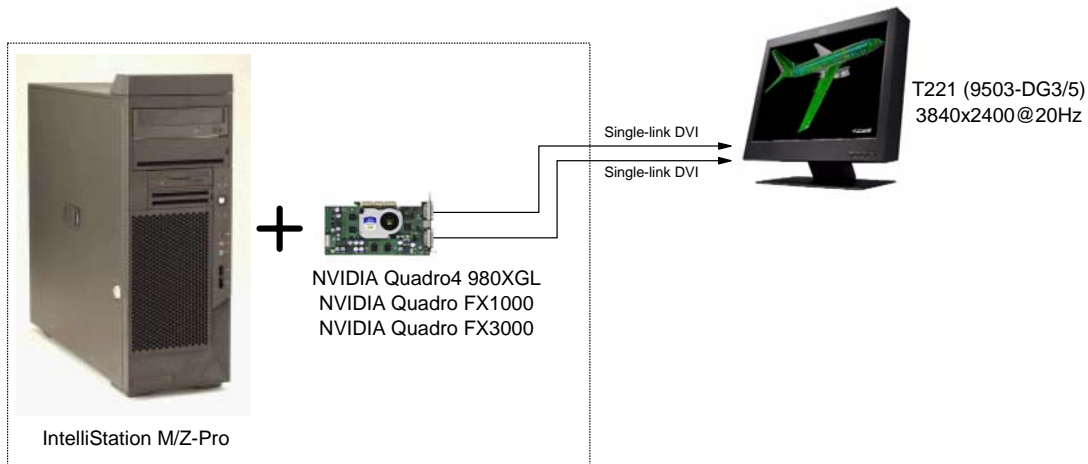 T221 (9503-DG3/5)
3840x2400@20Hz
Single-link DVI
Single-link DVI
NVIDIA Quadro4 980XGL
NVIDIA Quadro FX1000
NVIDIA Quadro FX3000
IntelliStation M/Z-Pro